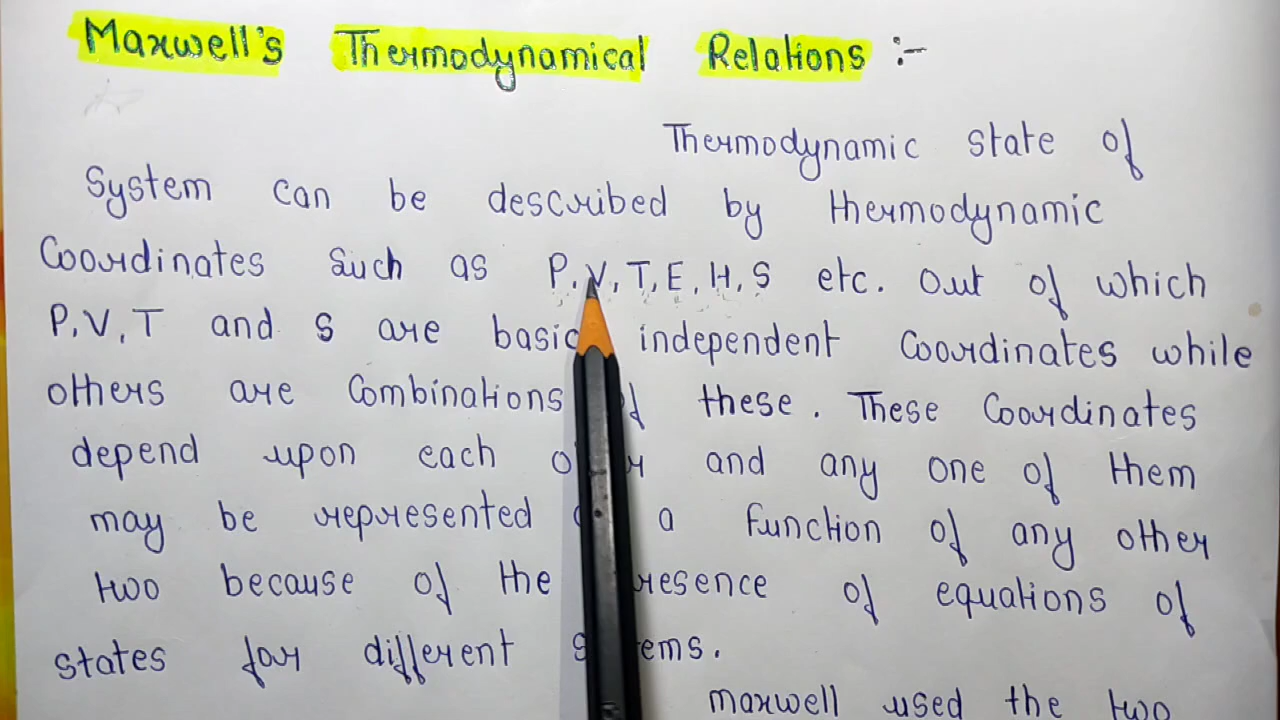 Maxwell's Thermodynamical Relations :-
Thermodynamic state of
System can be described by thermodynamic
Coordinates such as P, V, T, E, H, S etc. Out of which
P, V, T and S are basic independent Coordinates while
others are Combinations of these. These Coordinates
depend upon each and any one of them
may be represented a function of any other
two because of the presence of equations of
states for different systems.
maxwell used the two